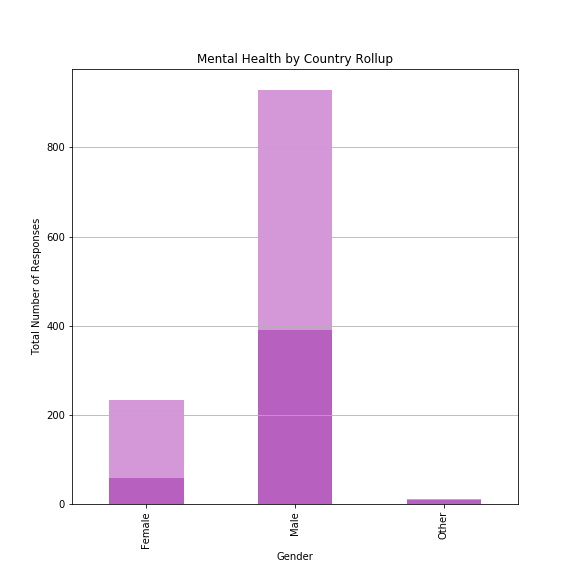 Mental Health by Country Rollup
Total Number of Responses
800
600
400
200
0
Female
Male
Other
Gender